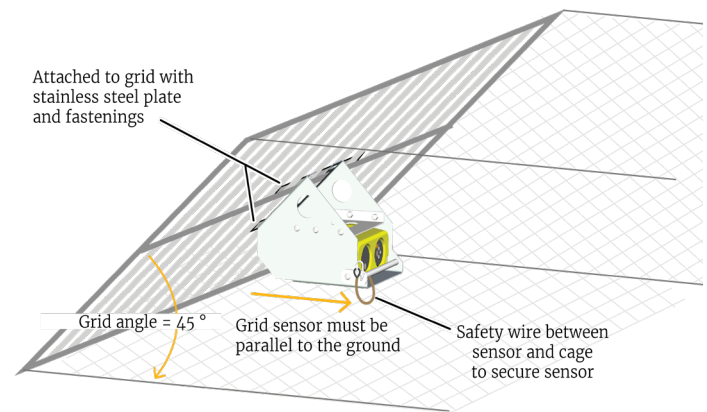 Attached to grid with
stainless steel plate
and fastenings
Grid angle = 45 °
Grid sensor must be
parallel to the ground
Safety wire between
sensor and cage
to secure sensor